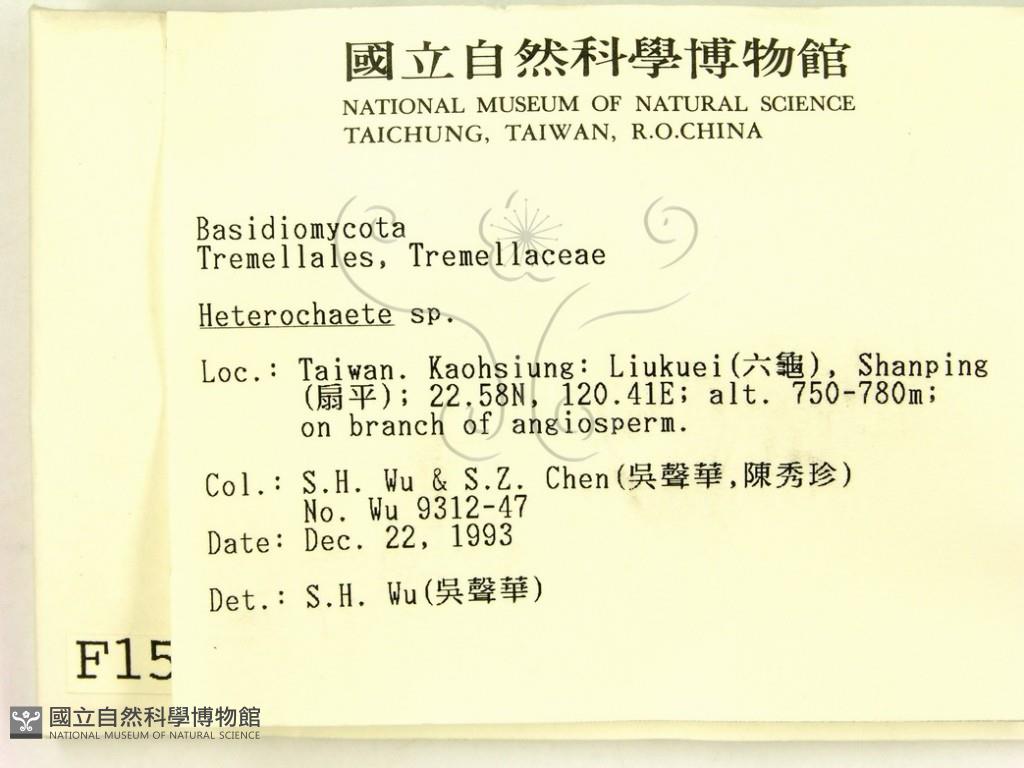 國立自然科學博物館
NATIONAL MUSEUM OF NATURAL SCIENCE
TAICHUNG, TAIWAN, R.O.CHINA
Basidiomycota
Tremellales, Tremellaceae
Heterochaete sp.
Loc.: Taiwan. Kaohsiung: Liukuei(六龜), Shanping
(扇平); 22.58N, 120.41E; alt. 750-780m;
on branch of angiosperm.
Col.: S.H. Wu & S.Z. Chen(吳聲華,陳秀珍)
No. Wu 9312-47
Date: Dec. 22, 1993
Det.: S.H. Wu(吳聲華)
F15
國立自然科學博物館
NATIONAL MUSEUM OF NATURAL SCIENCE